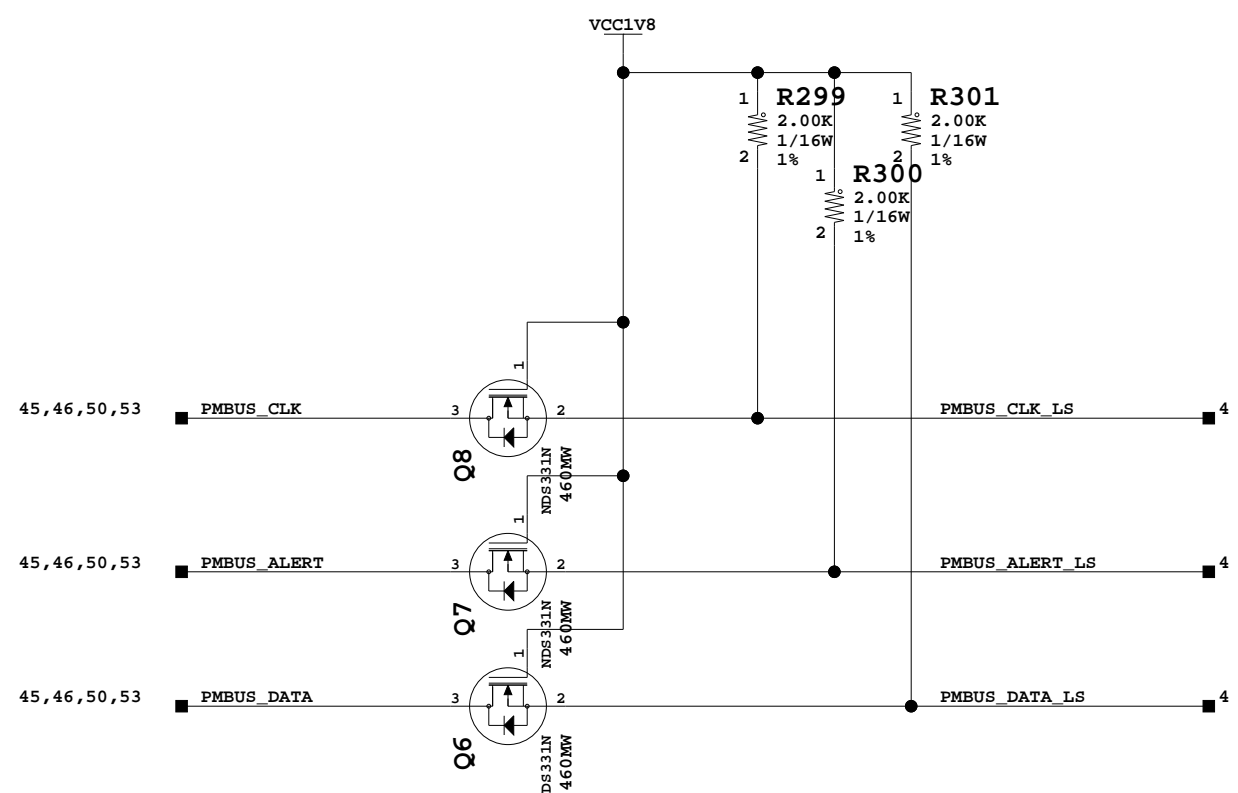 VCC1V8
1
R299
2.00K
1/16W
2
1%
1
R301
2.00K
1/16W
2
1%
1
R300
2.00K
1/16W
2
1%
1
45,46,50,53
PMBUS_CLK
3
2
PMBUS_CLK_LS
4
Q8
NDS331N
460MW
1
45,46,50,53
PMBUS_ALERT
3
2
PMBUS_ALERT_LS
4
Q7
NDS331N
460MW
1
45,46,50,53
PMBUS_DATA
3
2
PMBUS_DATA_LS
4
Q6
DS331N
460MW